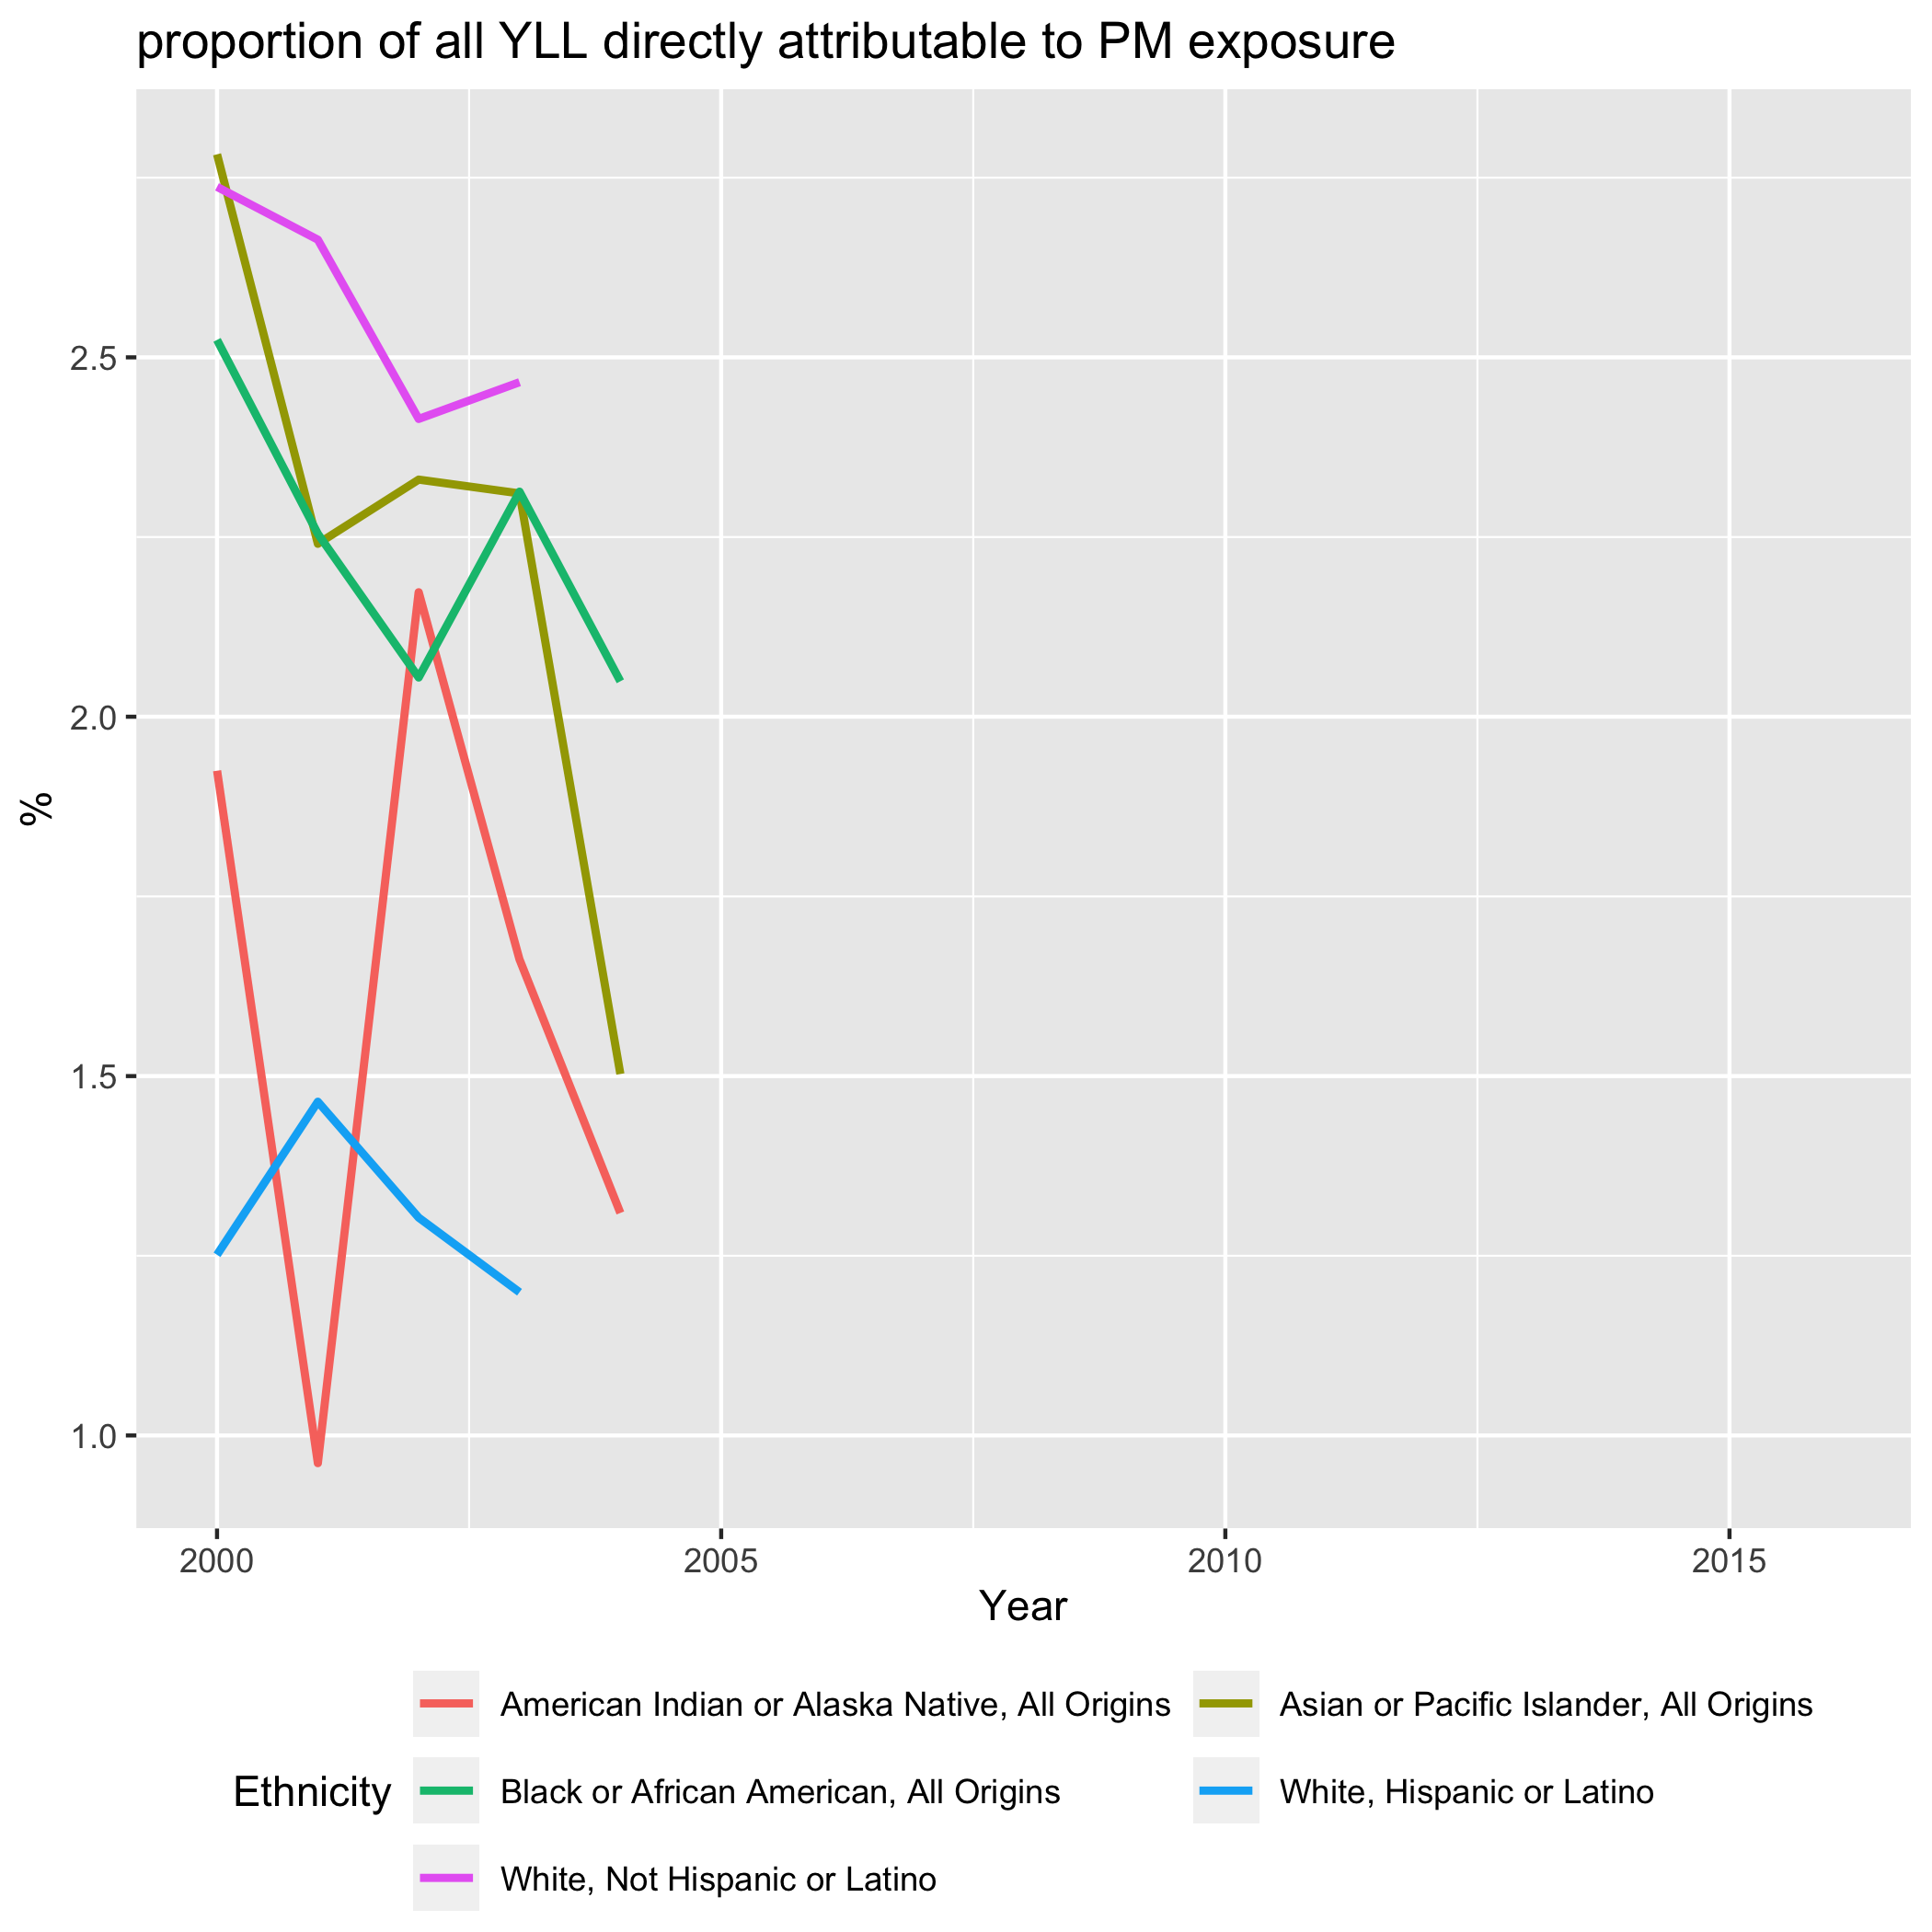 proportion of all YLL directly attributable to PM exposure
%
2.5
2.0
1.5
1.0
2000 2005 2010 2015
Year
Ethnicity
American Indian or Alaska Native, All Origins
Asian or Pacific Islander, All Origins
Black or African American, All Origins
White, Hispanic or Latino
White, Not Hispanic or Latino